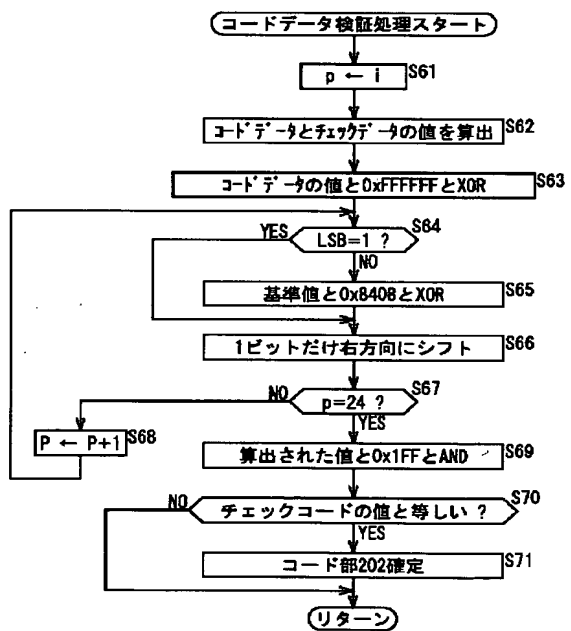 コードデータ検証処理スタート
p ← i
S61
コードデータとチェックデータの値を算出
S62
コードデータの値と0xFFFFFFとXOR
S63
LSB=1 ?
S64
YES
NO
基準値と0x8408とXOR
S65
1ビットだけ右方向にシフト
S66
p=24 ?
S67
NO
YES
P ← P+1
S68
算出された値と0x1FFとAND
S69
チェックコードの値と等しい ?
S70
NO
YES
コード部202確定
S71
リターン